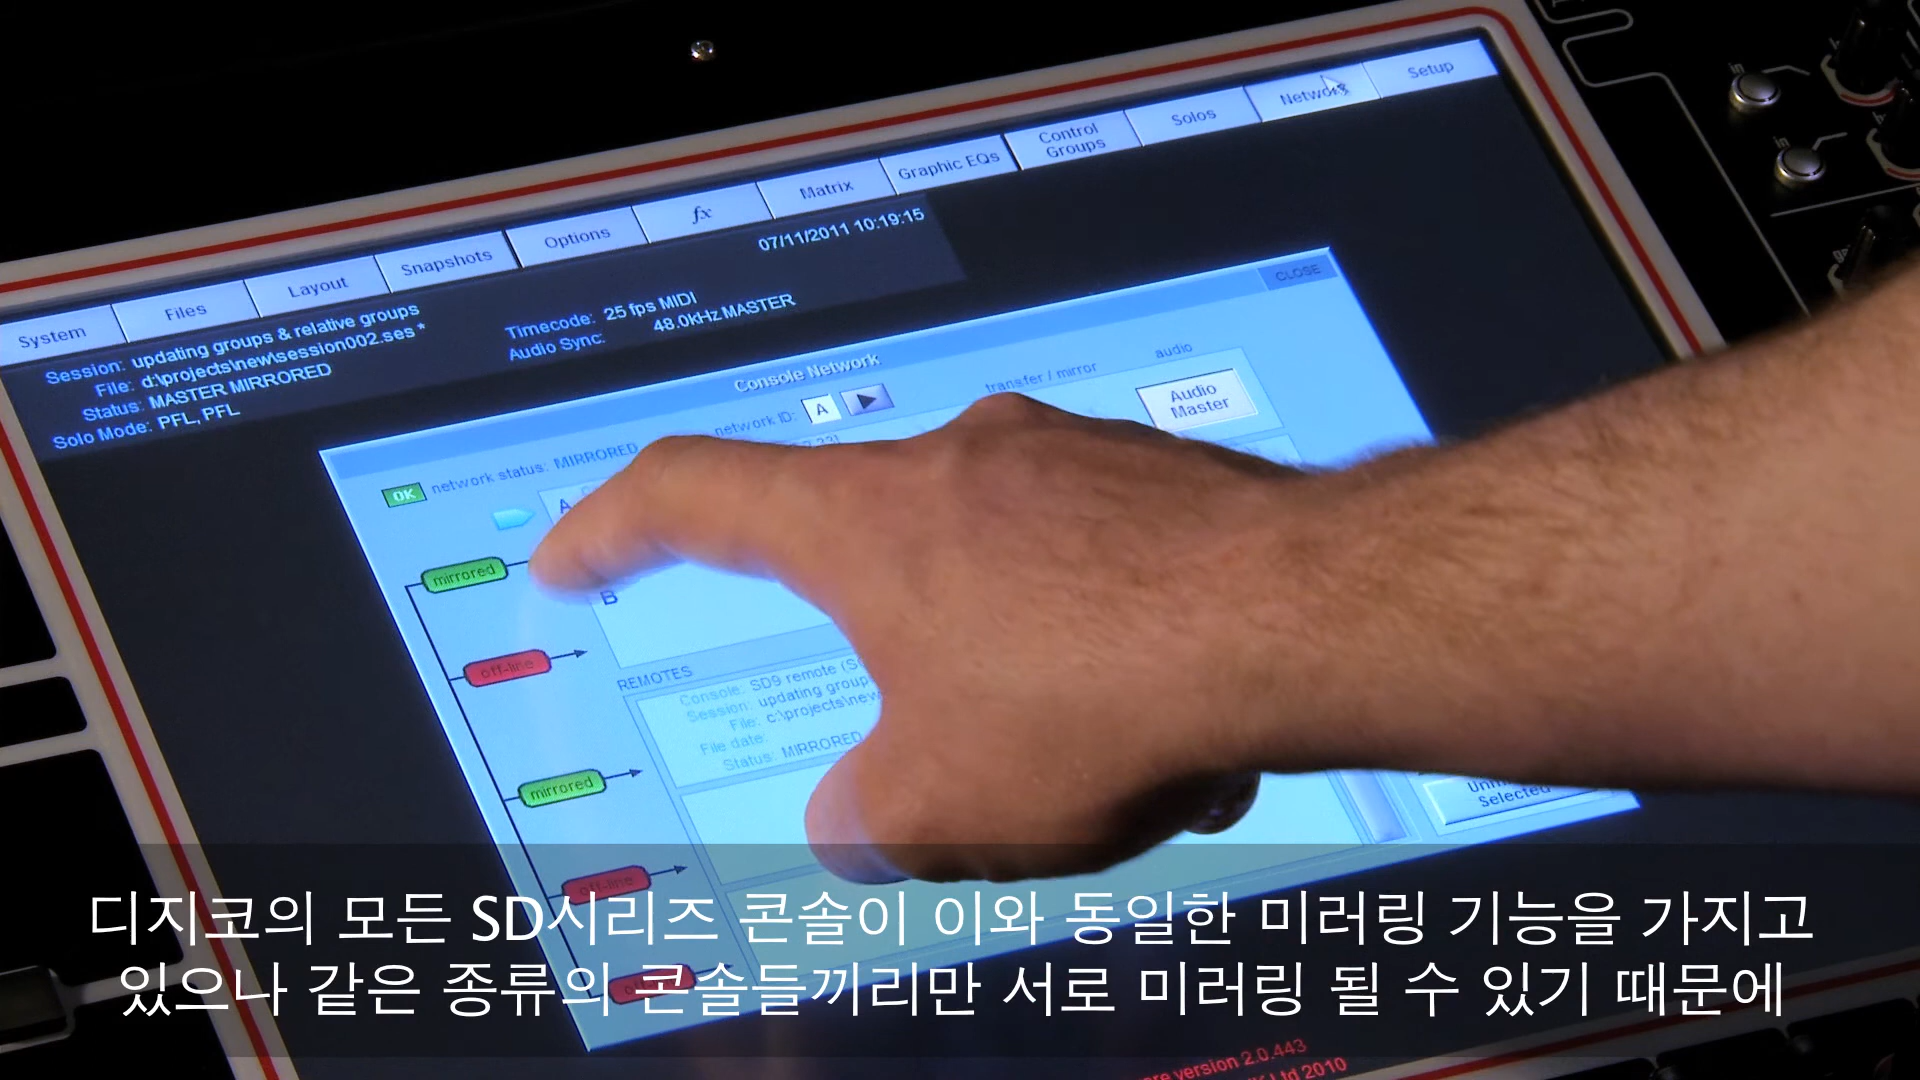 Setup
Network
Solos
Control
Groups
Graphic EQs
Matrix
fx
Options
Snapshots
Layout
Files
System
07/11/2011 10:19:15
Session: updating groups & relative groups
File: d:\projects\new\session002.ses *
Status: MASTER MIRRORED
Solo Mode: PFL, PFL
Timecode: 25 fps MIDI
Audio Sync: 48.0kHz MASTER
CLOSE
Console Network
network ID: A
transfer / mirror
audio
Audio
Master
OK network status: MIRRORED
A
mirrored
B
off-line
REMOTES
Console: SD9 remote
Session: updating group
File: c:\projects\new
File date:
Status: MIRRORED
mirrored
Selected
off-line
in
in
디지코의 모든 SD시리즈 콘솔이 이와 동일한 미러링 기능을 가지고
있으나 같은 종류의 콘솔들끼리만 서로 미러링 될 수 있기 때문에
version 2.0.443
Ltd 2010